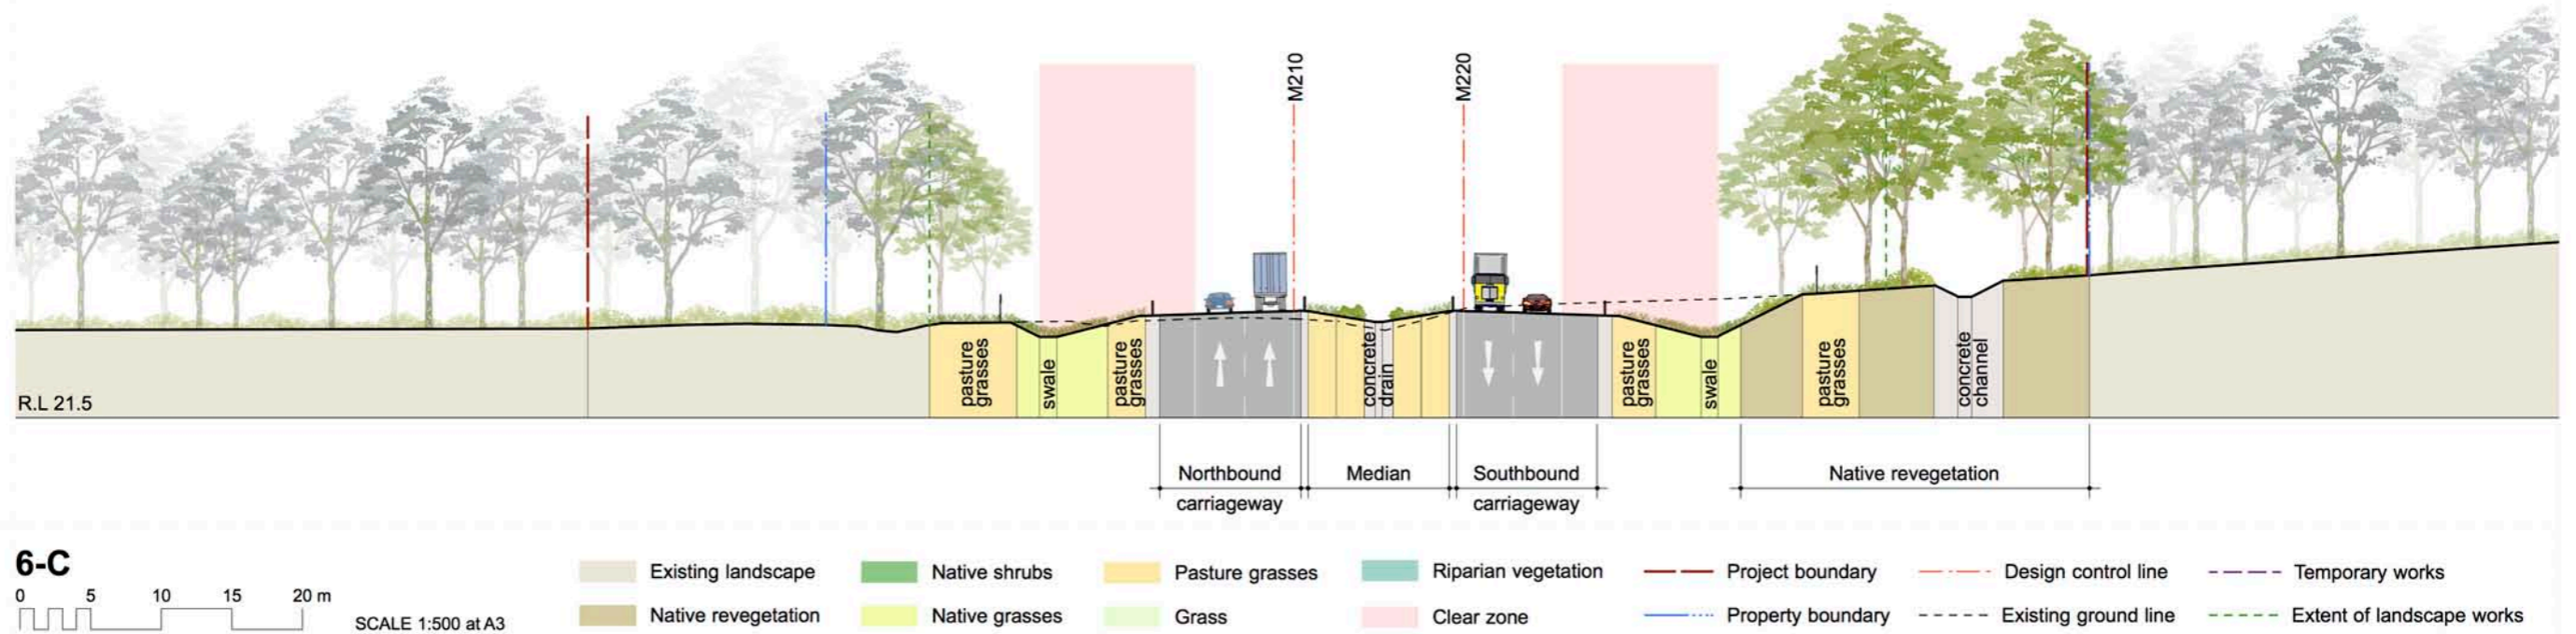 M210
M220
R.L 21.5
pasture
grasses
swale
pasture
grasses
concrete
drain
pasture
grasses
swale
pasture
grasses
concrete
channel
Northbound
carriageway
Median
Southbound
carriageway
Native revegetation
6-C
0 5 10 15 20 m
SCALE 1:500 at A3
Existing landscape
Native revegetation
Native shrubs
Native grasses
Pasture grasses
Grass
Riparian vegetation
Clear zone
Project boundary
Property boundary
Design control line
Existing ground line
Temporary works
Extent of landscape works